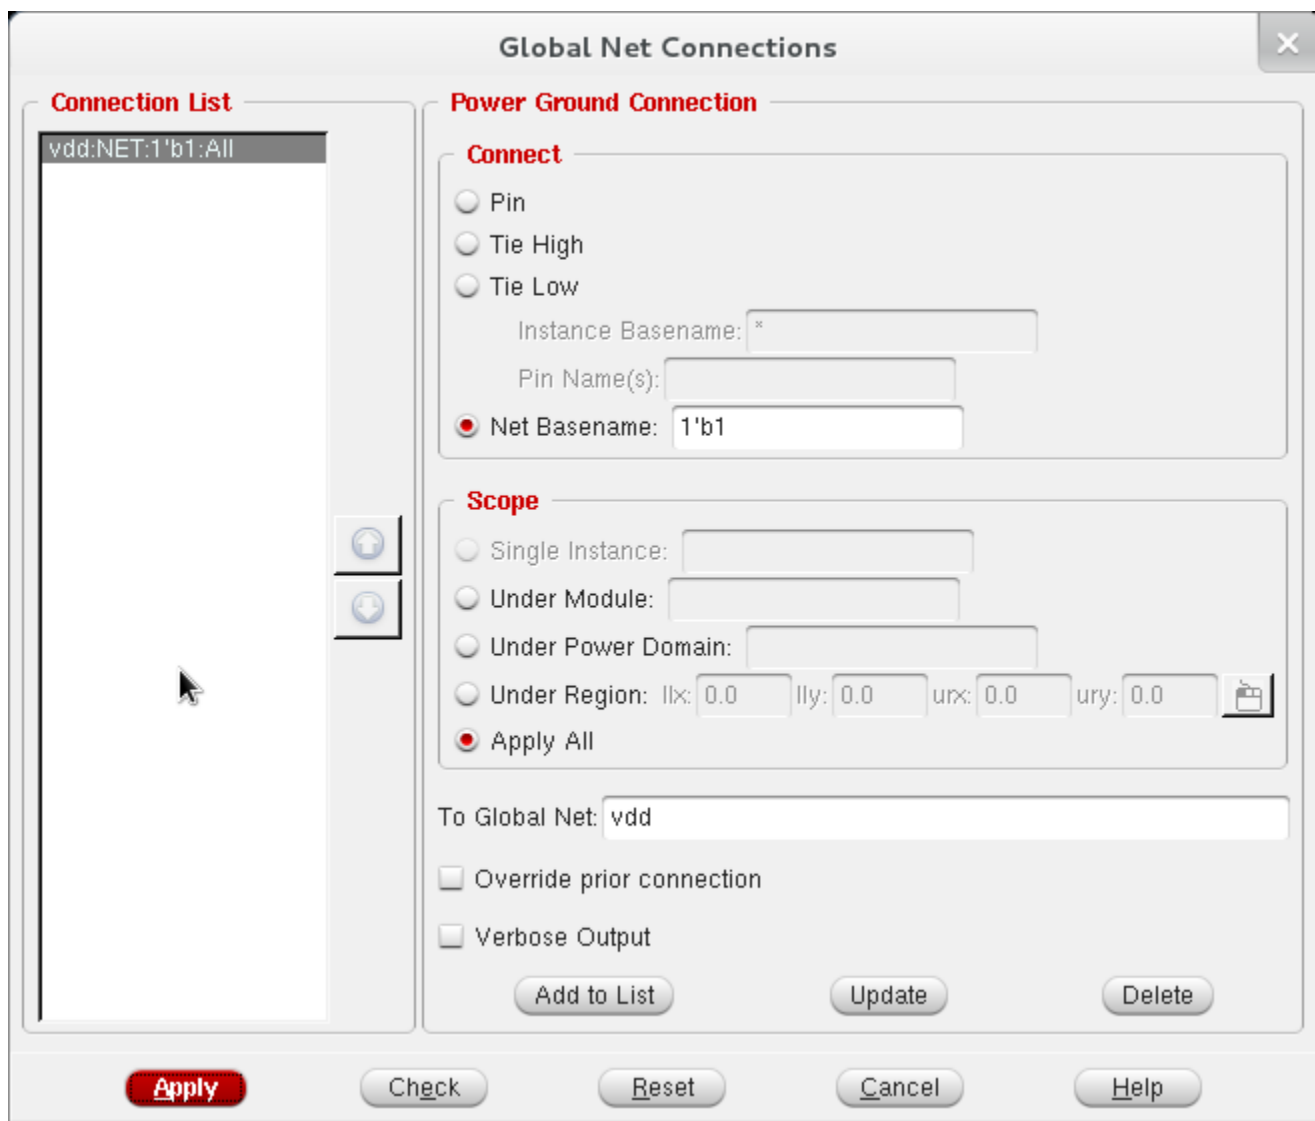 Global Net Connections
Connection List
vdd:NET:1'b1:All
Power Ground Connection
Connect
Pin
Tie High
Tie Low
Instance Basename: *
Pin Name(s):
Net Basename: 1'b1
Scope
Single Instance:
Under Module:
Under Power Domain:
Under Region: llx: 0.0 lly: 0.0 urx: 0.0 ury: 0.0
Apply All
To Global Net: vdd
Override prior connection
Verbose Output
Add to List Update Delete
Apply Check Reset Cancel Help